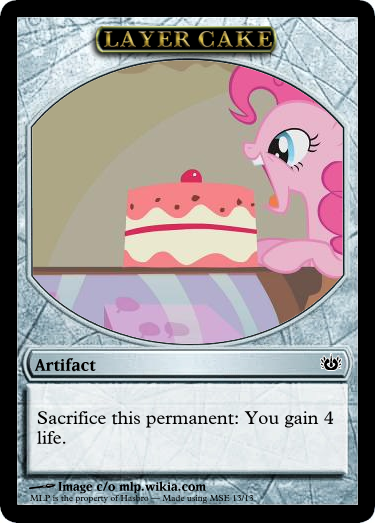 LAYER CAKE
Artifact
Sacrifice this permanent: You gain 4
life.
Image c/o mlp.wikia.com
MLP is the property of Hasbro — Made using MSE 13/13.